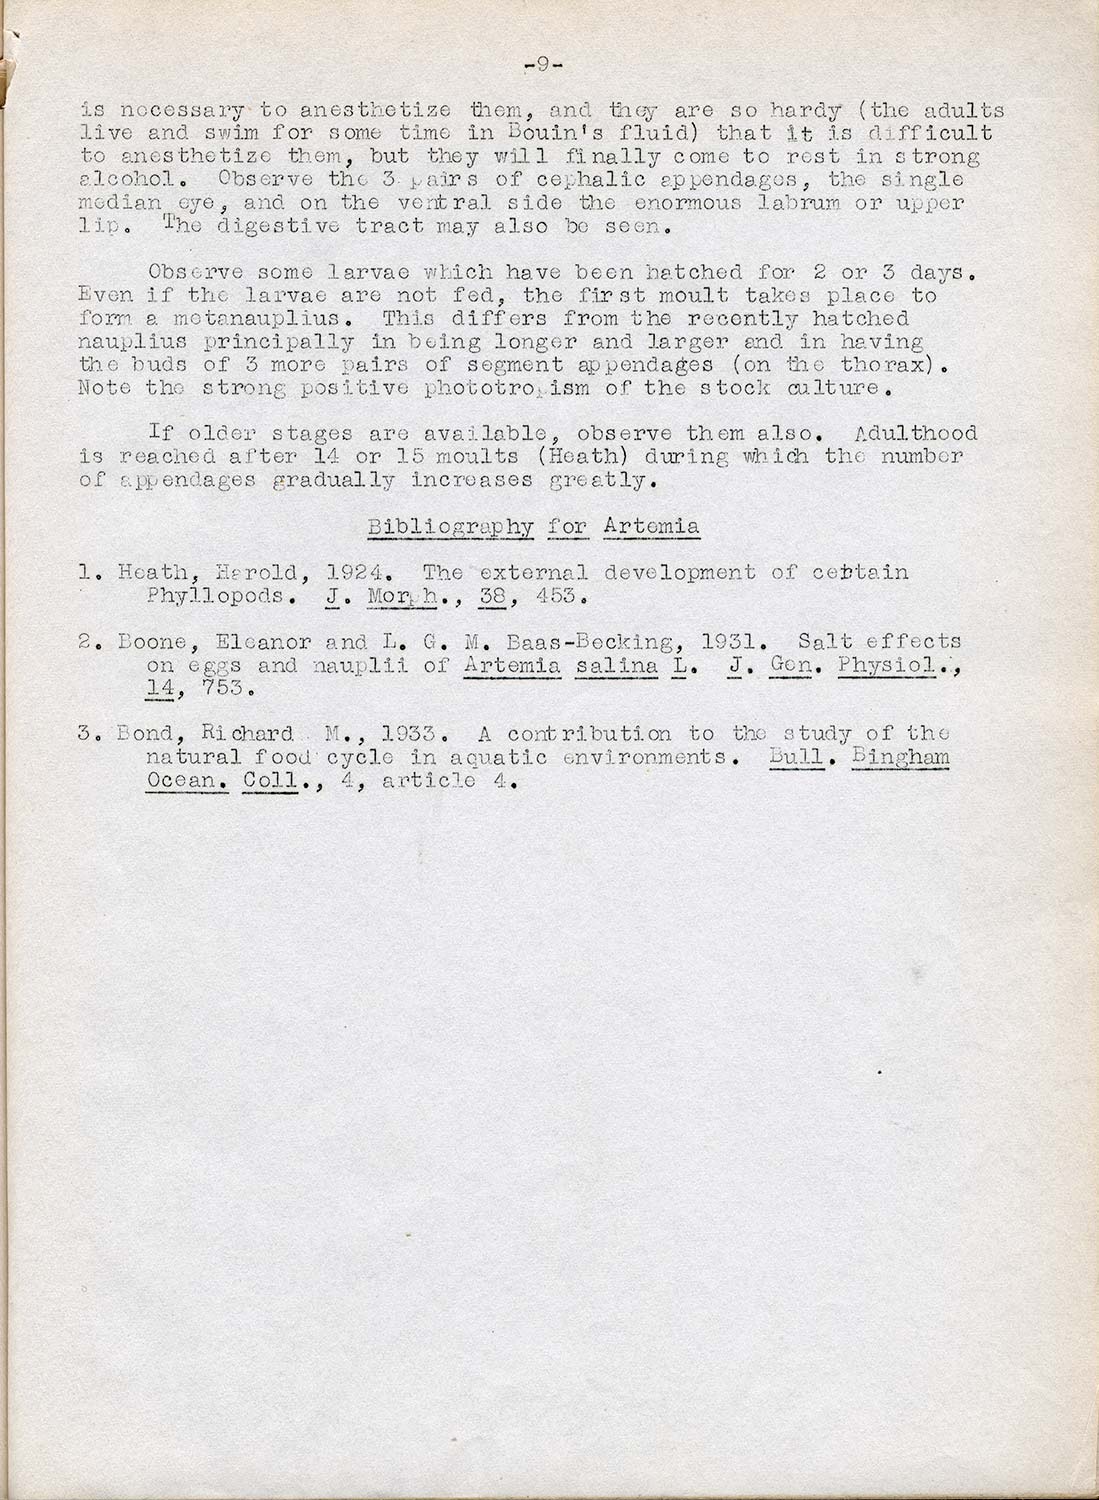 -9-
is necessary to anesthetize them, and they are so hardy (the adults
live and swim for some time in Bouin's fluid) that it is difficult
to anesthetize them, but they will finally come to rest in strong
alcohol. Observe the 3 pairs of cephalic appendages, the single
median eye, and on the ventral side the enormous labrum or upper
lip. The digestive tract may also be seen.
Observe some larvae which have been hatched for 2 or 3 days.
Even if the larvae are not fed, the first moult takes place to
form a metanauplius. This differs from the recently hatched
nauplius principally in being longer and larger and in having
the buds of 3 more pairs of segment appendages (on the thorax).
Note the strong positive phototropism of the stock culture.
If older stages are available, observe them also. Adulthood
is reached after 14 or 15 moults (Heath) during which the number
of appendages gradually increases greatly.
Bibliography for Artemia
1. Heath, Harold, 1924. The external development of certain
Phyllopods. J. Morph., 38, 453.
2. Boone, Eleanor and L. G. M. Baas-Becking, 1931. Salt effects
on eggs and nauplii of Artemia salina L. J. Gen. Physiol.,
14, 753.
3. Bond, Richard M., 1933. A contribution to the study of the
natural food cycle in aquatic environments. Bull. Bingham
Ocean. Coll., 4, article 4.